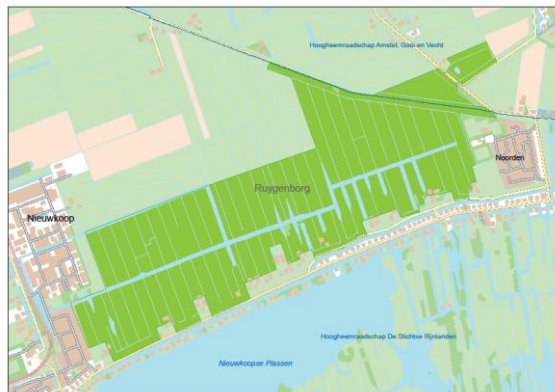 Hoogheemraadschap Amstel, Gooi en Vecht
Noorden
Ruygenborg
Nieuwkoop
Hoogheemraadschap De Stichtse Rijnlanden
Nieuwkoopse Plassen